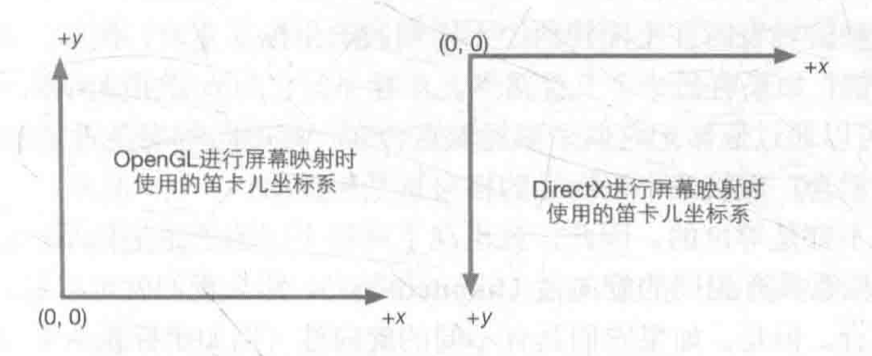 +y
OpenGL进行屏幕映射时
使用的笛卡儿坐标系
(0, 0)
+x
(0, 0)
+x
DirectX进行屏幕映射时
使用的笛卡儿坐标系
+y